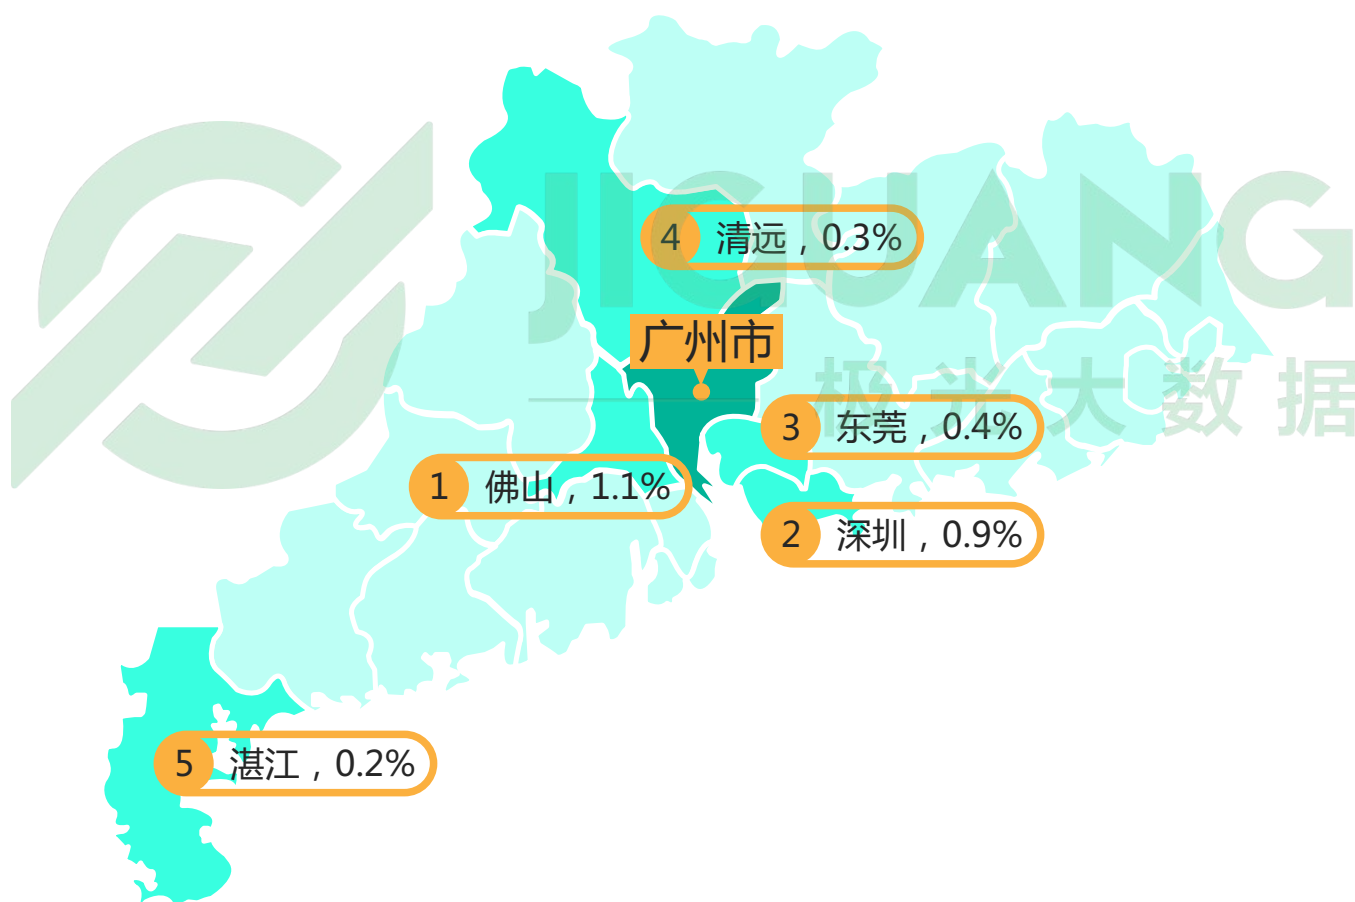 JIGUANG
4 清远，0.3%
广州市
极光大数据
3 东莞，0.4%
1 佛山，1.1%
2 深圳，0.9%
5 湛江，0.2%